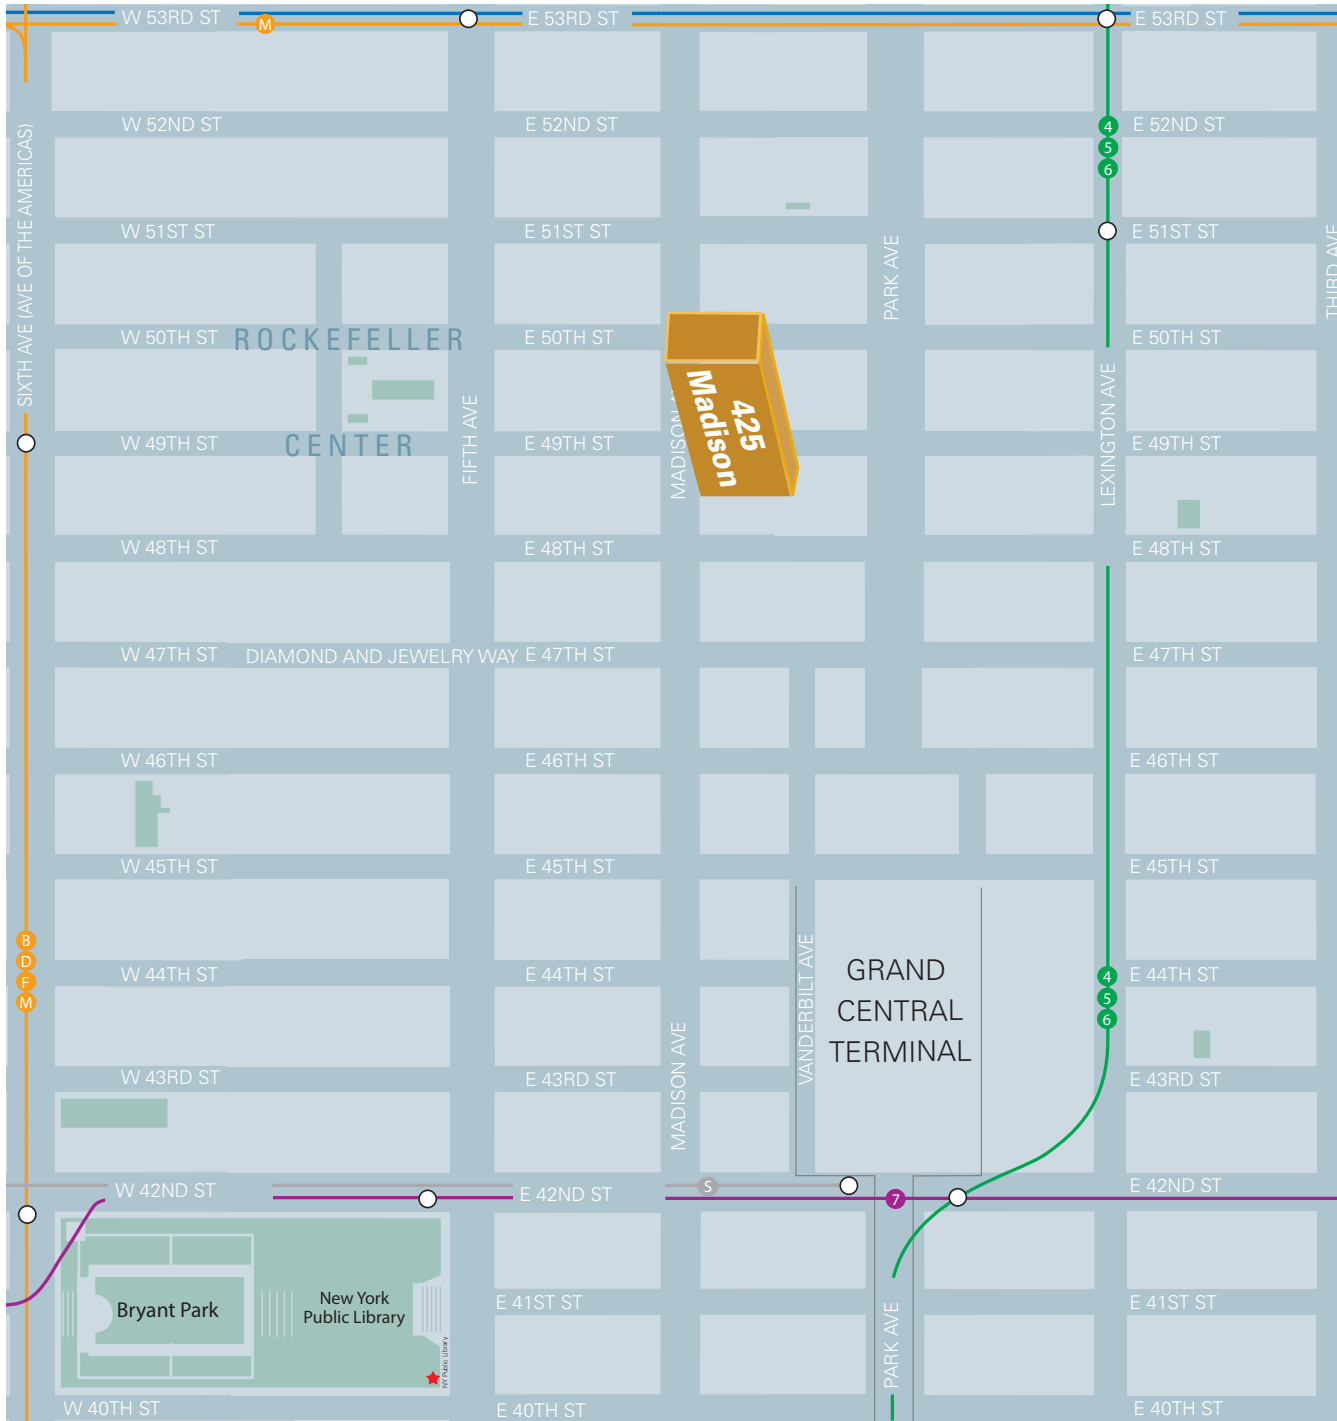 W 53RD ST
E 53RD ST
E 53RD ST
M
W 52ND ST
E 52ND ST
4
E 52ND ST
5
6
SIXTH AVE (AVE OF THE AMERICAS)
W 51ST ST
E 51ST ST
E 51ST ST
PARK AVE
THIRD AVE
W 50TH ST
ROCKEFELLER
E 50TH ST
E 50TH ST
425
Madison
MADISON A
LEXINGTON AVE
FIFTH AVE
W 49TH ST
CENTER
E 49TH ST
E 49TH ST
W 48TH ST
E 48TH ST
E 48TH ST
W 47TH ST
DIAMOND AND JEWELRY WAY
E 47TH ST
E 47TH ST
W 46TH ST
E 46TH ST
E 46TH ST
W 45TH ST
E 45TH ST
E 45TH ST
B
D
F
M
W 44TH ST
E 44TH ST
VANDERBILT AVE
GRAND
CENTRAL
TERMINAL
4
5
6
E 44TH ST
MADISON AVE
W 43RD ST
E 43RD ST
E 43RD ST
W 42ND ST
E 42ND ST
S
7
E 42ND ST
Bryant Park
New York
Public Library
NY Public Library
E 41ST ST
E 41ST ST
PARK AVE
W 40TH ST
E 40TH ST
E 40TH ST